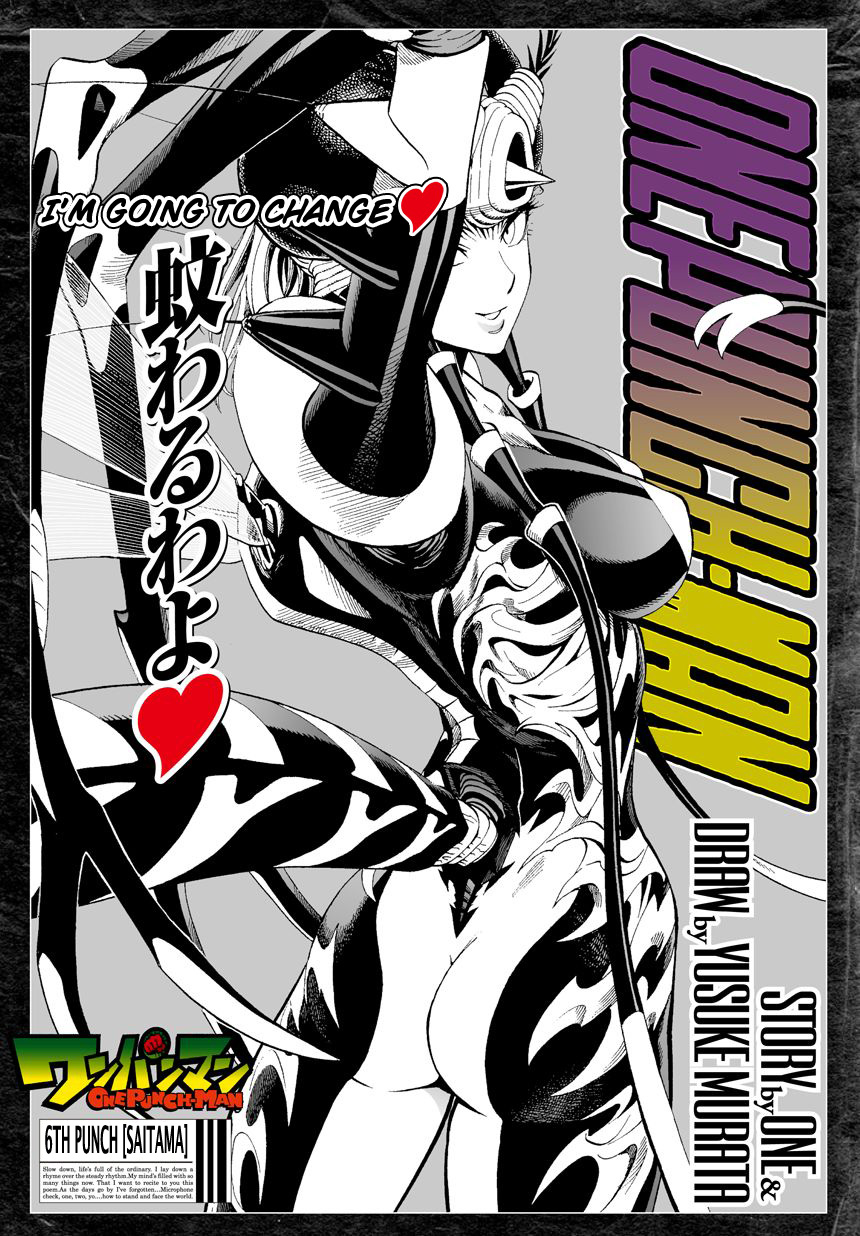 ONE PUNCH-MAN
I'M GOING TO CHANGE
蚊わるわよ
STORY by ONE &
DRAW by YUSUKE MURATA
ワンパンマン
ONE PUNCH-MAN
6TH PUNCH [SAITAMA]
Slow down, life's full of the ordinary. I lay down a
rhyme over the steady rhythm.My mind's filled with so
many things now. That I want to recite to you this
poem.As the days go by I've forgotten...Microphone
check, one, two, yo....how to stand and face the world.